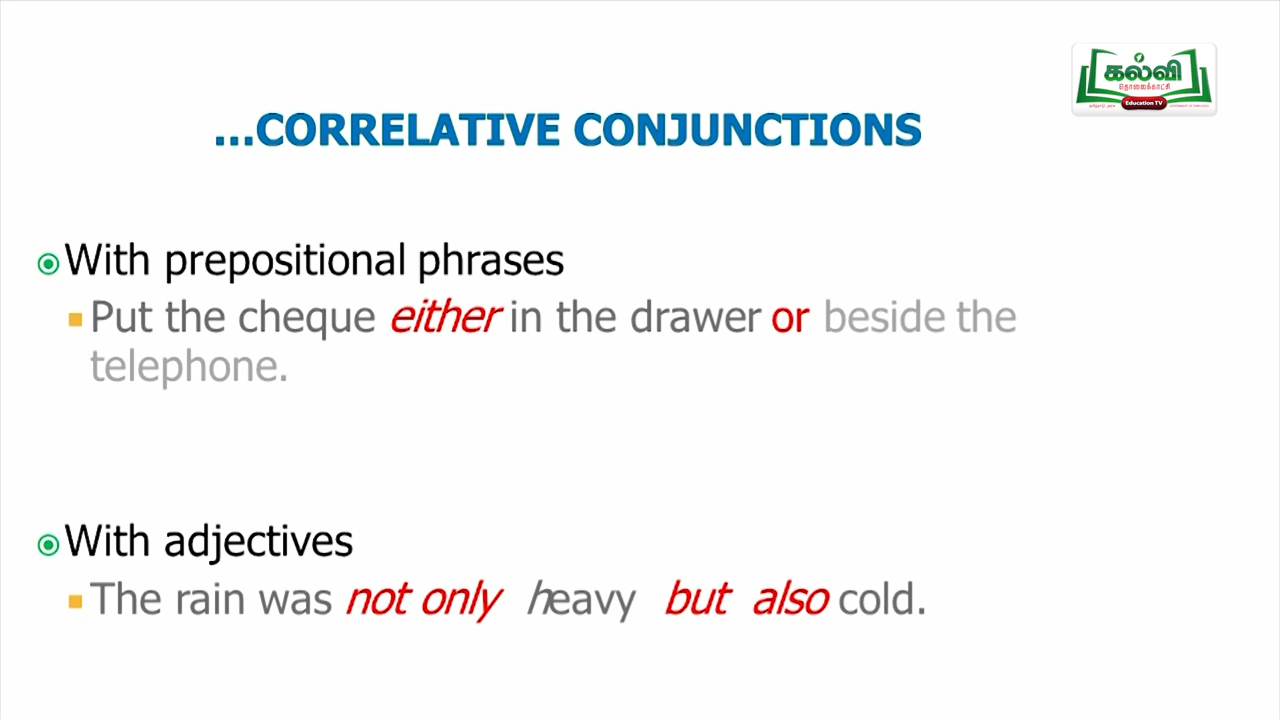 கல்வி
தொலைக்காட்சி
Education TV
...CORRELATIVE CONJUNCTIONS
With prepositional phrases
Put the cheque either in the drawer or beside the
telephone.
With adjectives
The rain was not only heavy but also cold.